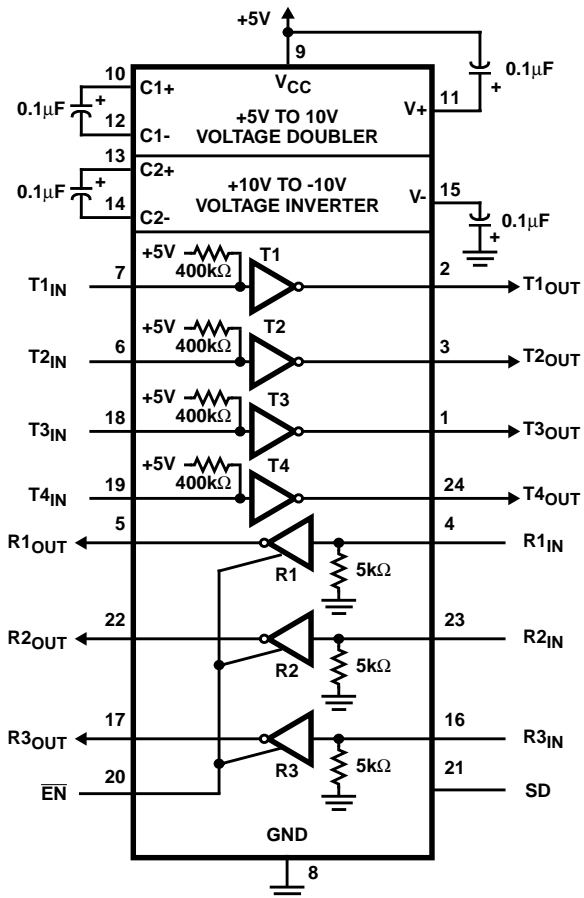 +5V
9
VCC
10
C1+
0.1μF
+
12
C1-
+5V TO 10V
VOLTAGE DOUBLER
V+
11
+
0.1μF
13
C2+
0.1μF
+
14
C2-
+10V TO -10V
VOLTAGE INVERTER
V-
15
0.1μF
+
+5V
400kΩ
T1
T1IN
7
2
T1OUT
+5V
400kΩ
T2
T2IN
6
3
T2OUT
+5V
400kΩ
T3
T3IN
18
1
T3OUT
+5V
400kΩ
T4
T4IN
19
24
T4OUT
R1OUT
5
R1
4
R1IN
5kΩ
R2OUT
22
R2
23
R2IN
5kΩ
R3OUT
17
R3
16
R3IN
5kΩ
E̅N̅
20
21
SD
GND
8